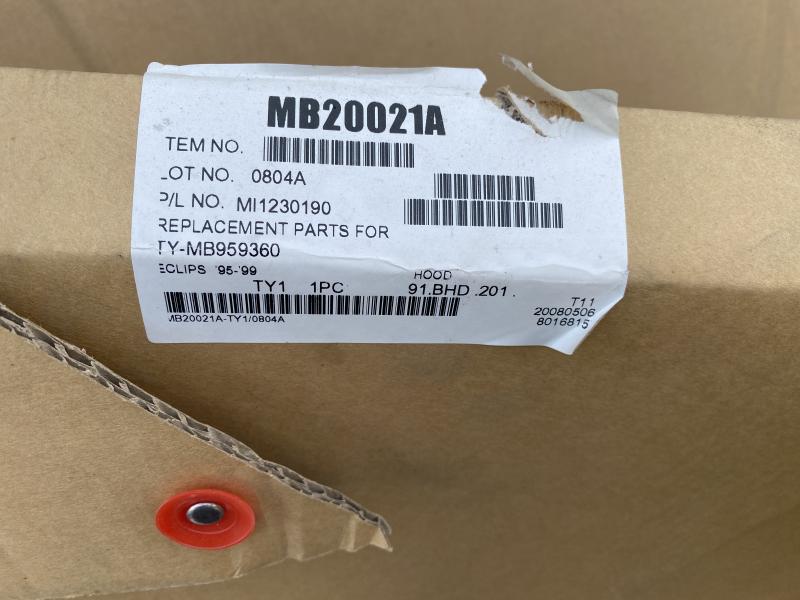 MB20021A
TEM NO.
LOT NO. 0804A
P/L NO. MI1230190
REPLACEMENT PARTS FOR
TY-MB959360
ECLIPS '95-'99 HOOD
TY1 1PC 91.BHD .201.
T11
20080506
8016815
MB20021A-TY1/0804A